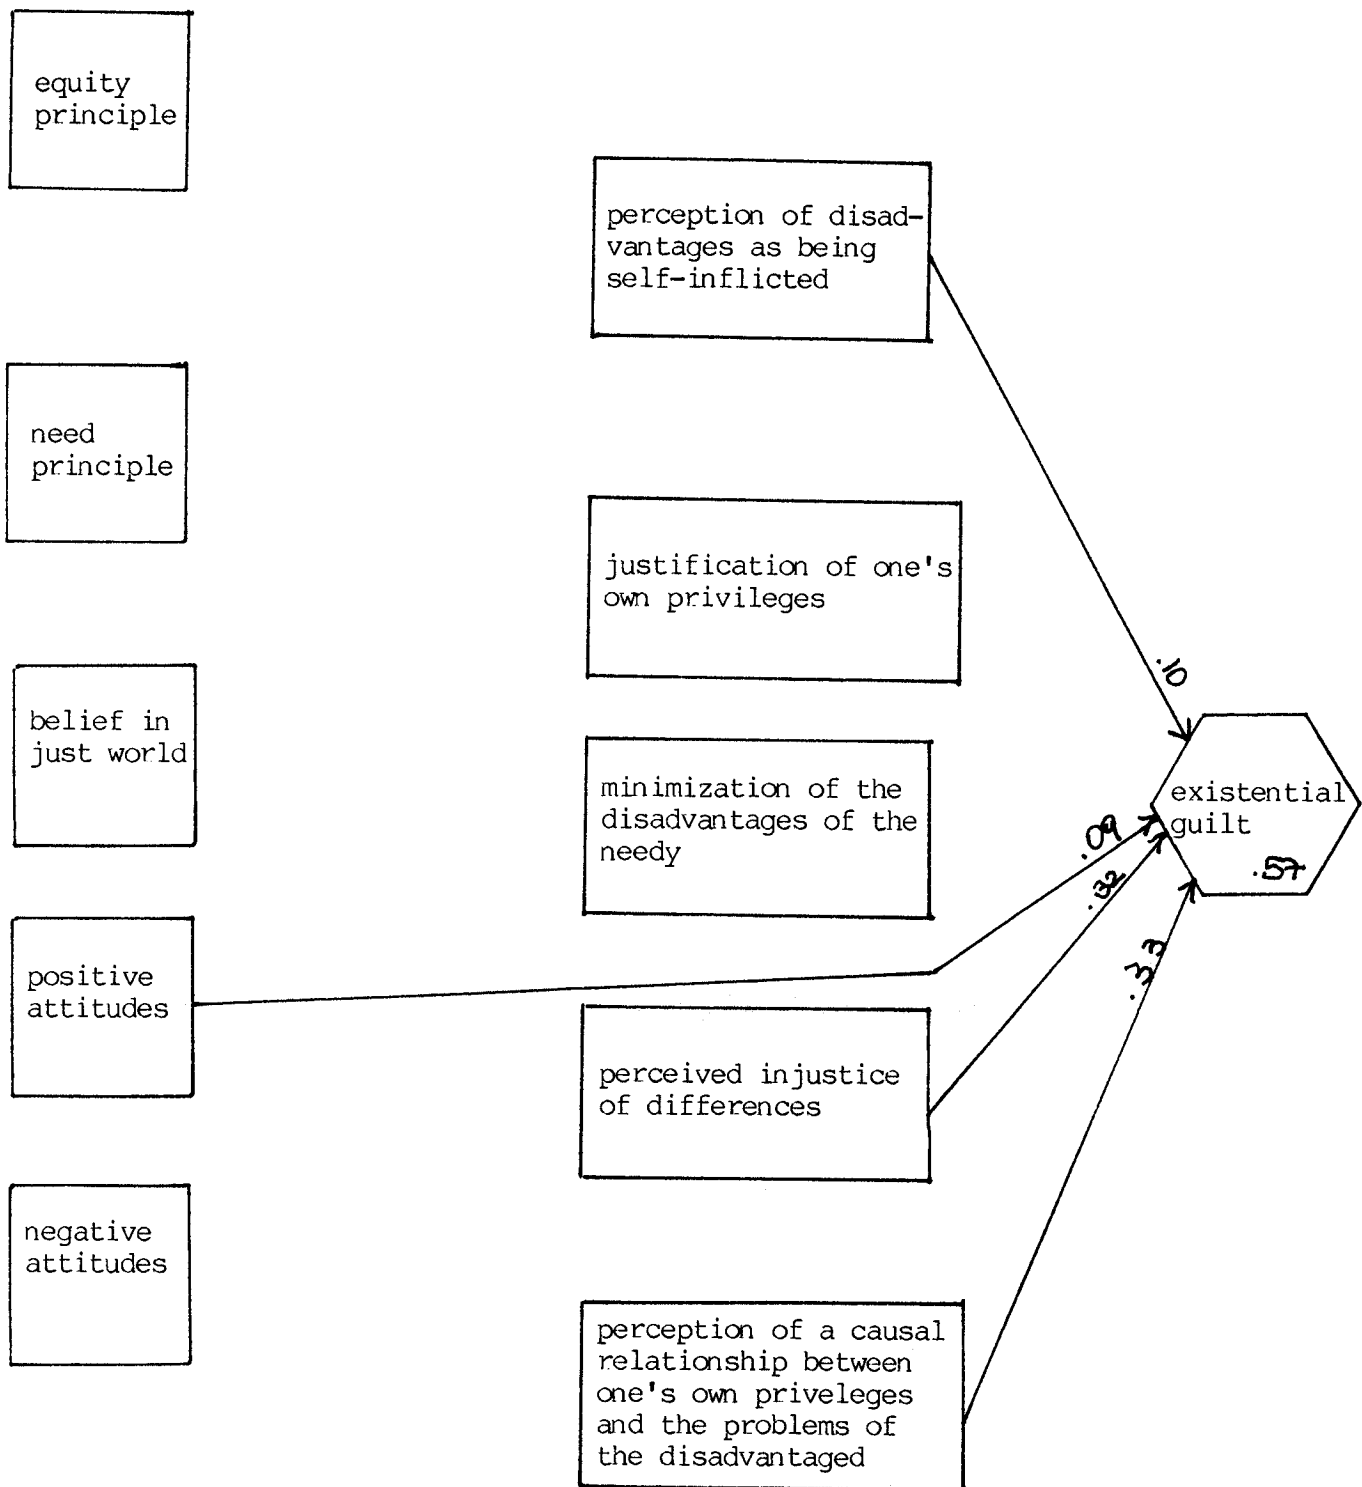 equity
principle
need
principle
belief in
just world
positive
attitudes
negative
attitudes
perception of disad-
vantages as being
self-inflicted
justification of one's
own privileges
minimization of the
disadvantages of the
needy
perceived injustice
of differences
perception of a causal
relationship between
one's own priveleges
and the problems of
the disadvantaged
.10
.09
.32
.33
existential
guilt
.57